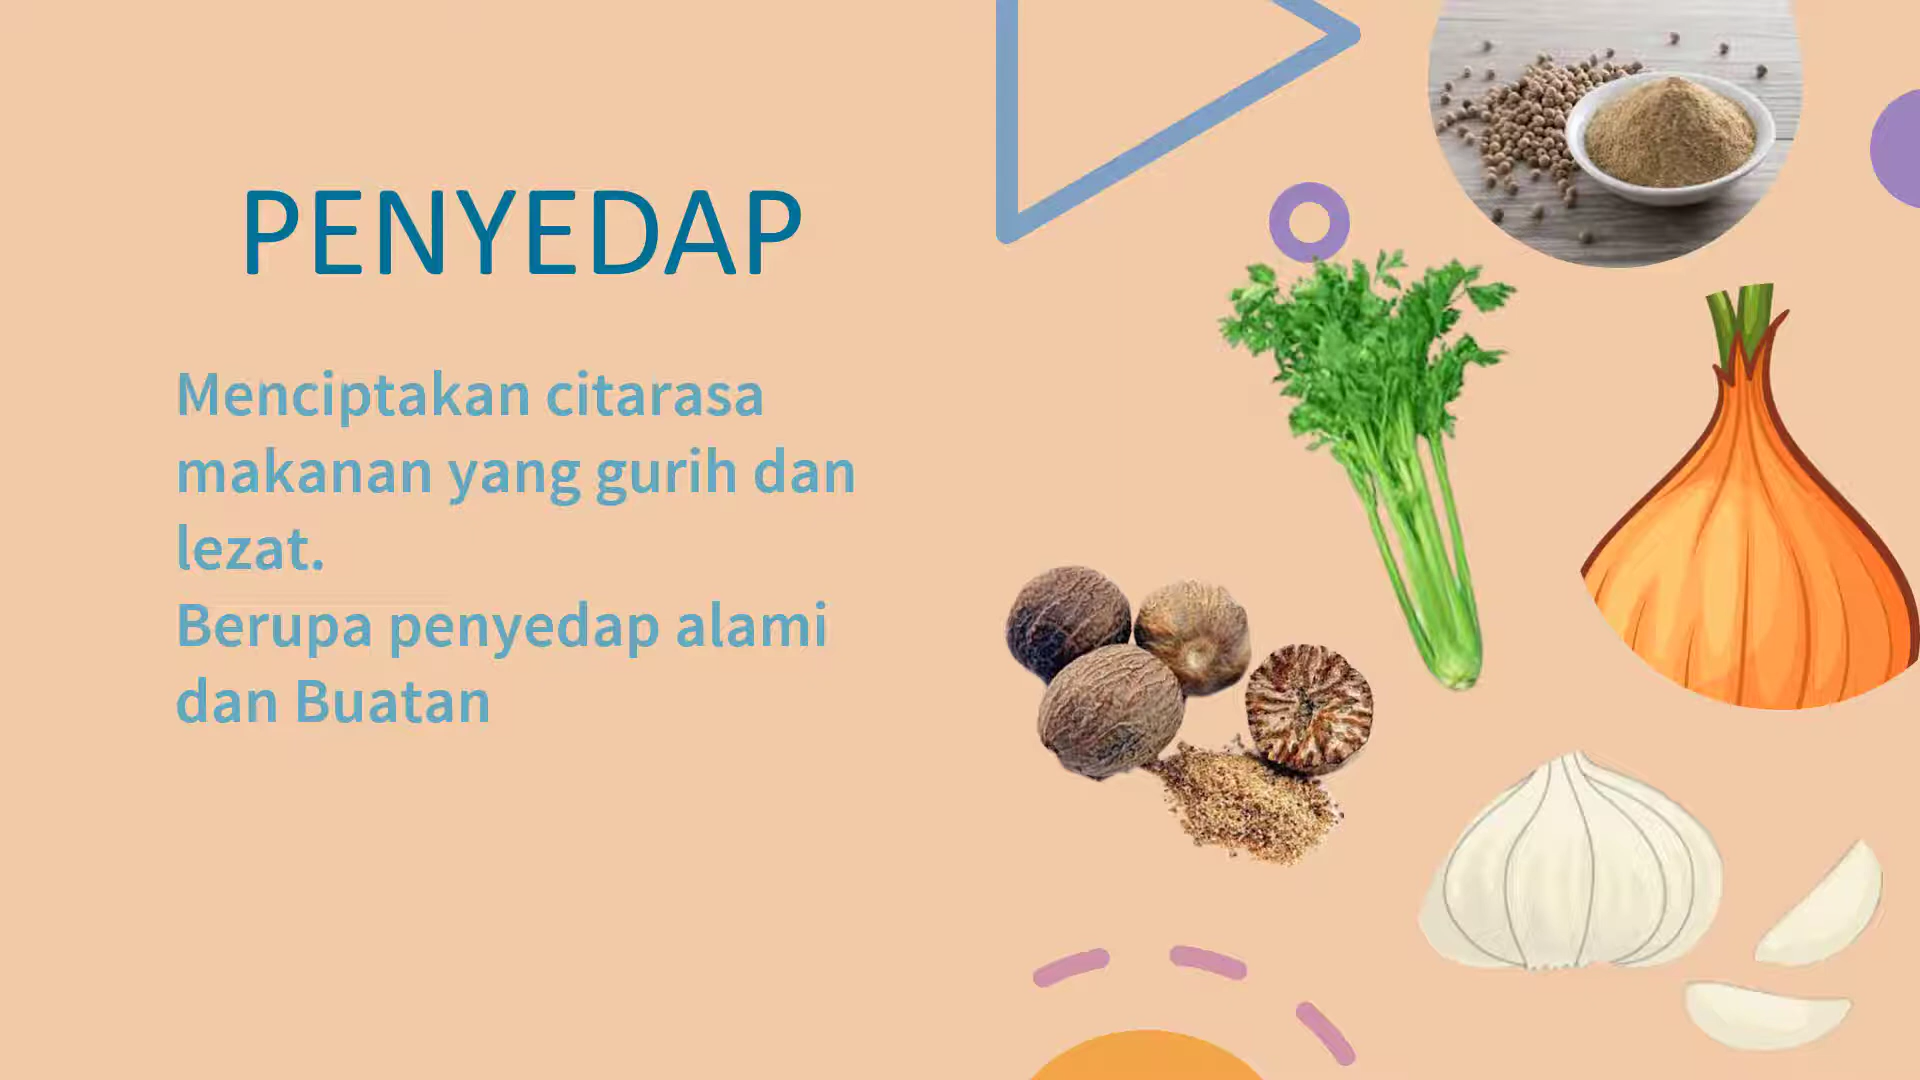 PENYEDAP
Menciptakan citarasa
makanan yang gurih dan
lezat.
Berupa penyedap alami
dan Buatan